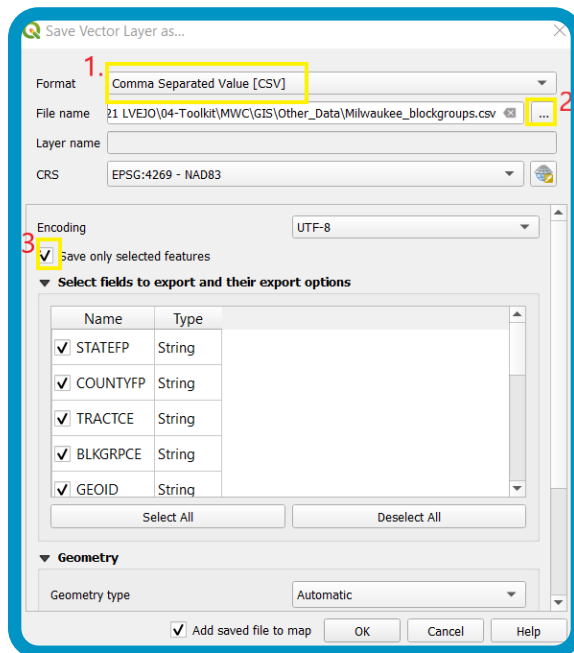 Save Vector Layer as...
1.
Format Comma Separated Value [CSV]
File name 21 LVEJO\04-Toolkit\MWC\GIS\Other_Data\Milwaukee_blockgroups.csv ... 2
Layer name
CRS EPSG:4269 - NAD83
Encoding UTF-8
3 Save only selected features
Select fields to export and their export options
Name Type
STATEFP String
COUNTYFP String
TRACTCE String
BLKGRPCE String
GEOID String
Select All Deselect All
Geometry
Geometry type Automatic
Add saved file to map OK Cancel Help